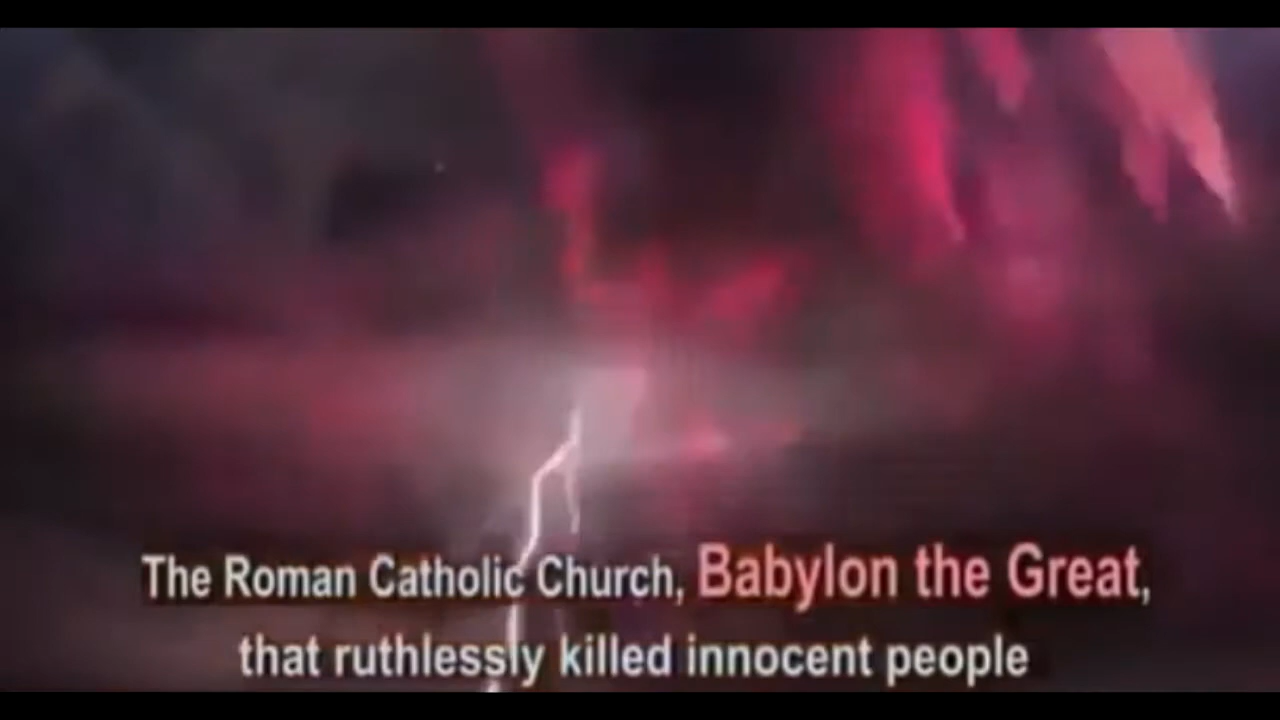 The Roman Catholic Church, Babylon the Great,
that ruthlessly killed innocent people